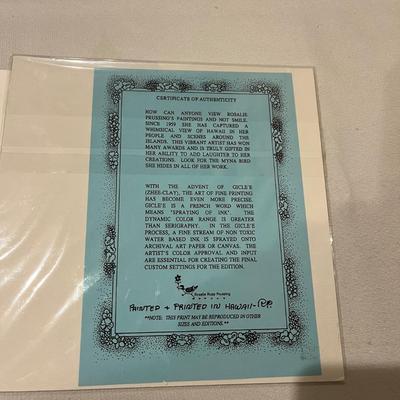 CERTIFICATE OF AUTHENTICITY
HOW CAN ANYONE VIEW ROSALIE
PRUSSING'S PAINTINGS AND NOT SMILE.
SINCE 1959 SHE HAS CAPTURED A
WHIMSICAL VIEW OF HAWAII IN HER
PEOPLE AND SCENES AROUND THE
ISLANDS. THIS VIBRANT ARTIST HAS WON
MANY AWARDS AND IS TRULY GIFTED IN
HER ABILITY TO ADD LAUGHTER TO HER
CREATIONS. LOOK FOR THE MYNA BIRD
SHE HIDES IN ALL OF HER WORK.
WITH THE ADVENT OF GICLE'E
(ZHEE-CLAY), THE ART OF FINE PRINTING
HAS BECOME EVEN MORE PRECISE.
GICLE'E IS A FRENCH WORD WHICH
MEANS "SPRAYING OF INK". THE
DYNAMIC COLOR RANGE IS GREATER
THAN SERIGRAPHY. IN THE GICLE'E
PROCESS, A FINE STREAM OF NON TOXIC
WATER BASED INK IS SPRAYED ONTO
ARCHIVAL ART PAPER OR CANVAS. THE
ARTIST'S COLOR APPROVAL AND INPUT
ARE ESSENTIAL FOR CREATING THE FINAL
CUSTOM SETTINGS FOR THE EDITION.
Rosalie Rupp Prussing
PAINTED + PRINTED IN HAWAII-
**NOTE: THIS PRINT MAY BE REPRODUCED IN OTHER
SIZES AND EDITIONS.**